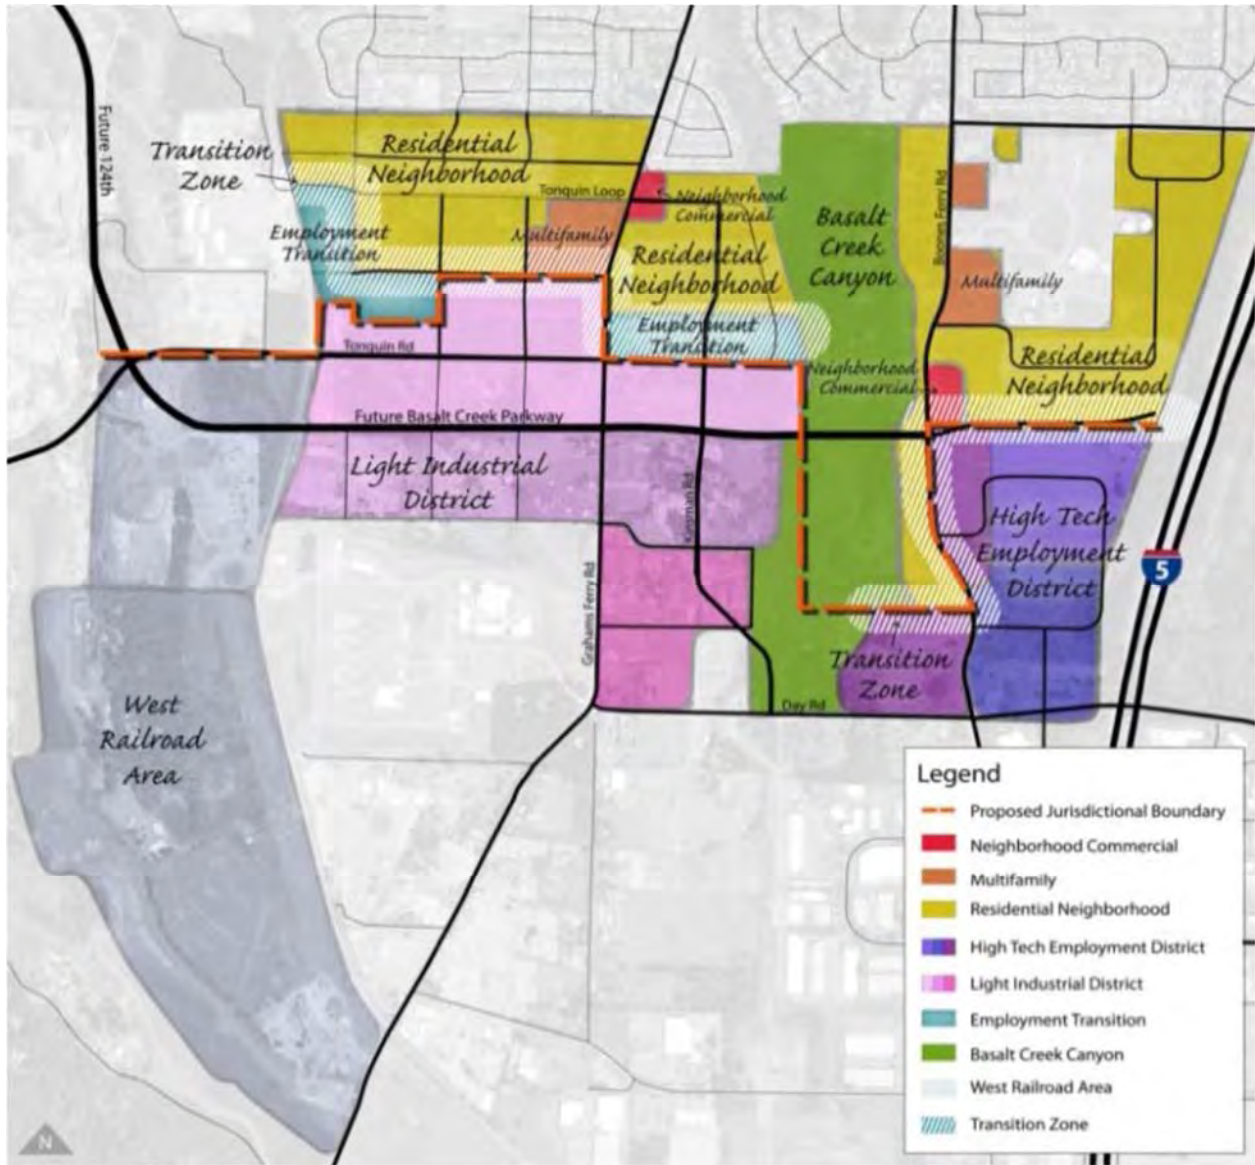 Future 124th
Transition
Zone
Residential
Neighborhood
Tonquin Loop
Neighborhood
Commercial
Employment
Transition
Multifamily
Residential
Neighborhood
Basalt
Creek
Canyon
Boones Ferry Rd
Multifamily
Employment
Transition
Tonquin Rd
Neighborhood
Commercial
Residential
Neighborhood
Future Basalt Creek Parkway
Light Industrial
District
Kinsman Rd
High Tech
Employment
District
5
Grahams Ferry Rd
Transition
Zone
Day Rd
West
Railroad
Area
Legend
Proposed Jurisdictional Boundary
Neighborhood Commercial
Multifamily
Residential Neighborhood
High Tech Employment District
Light Industrial District
Employment Transition
Basalt Creek Canyon
West Railroad Area
Transition Zone
N